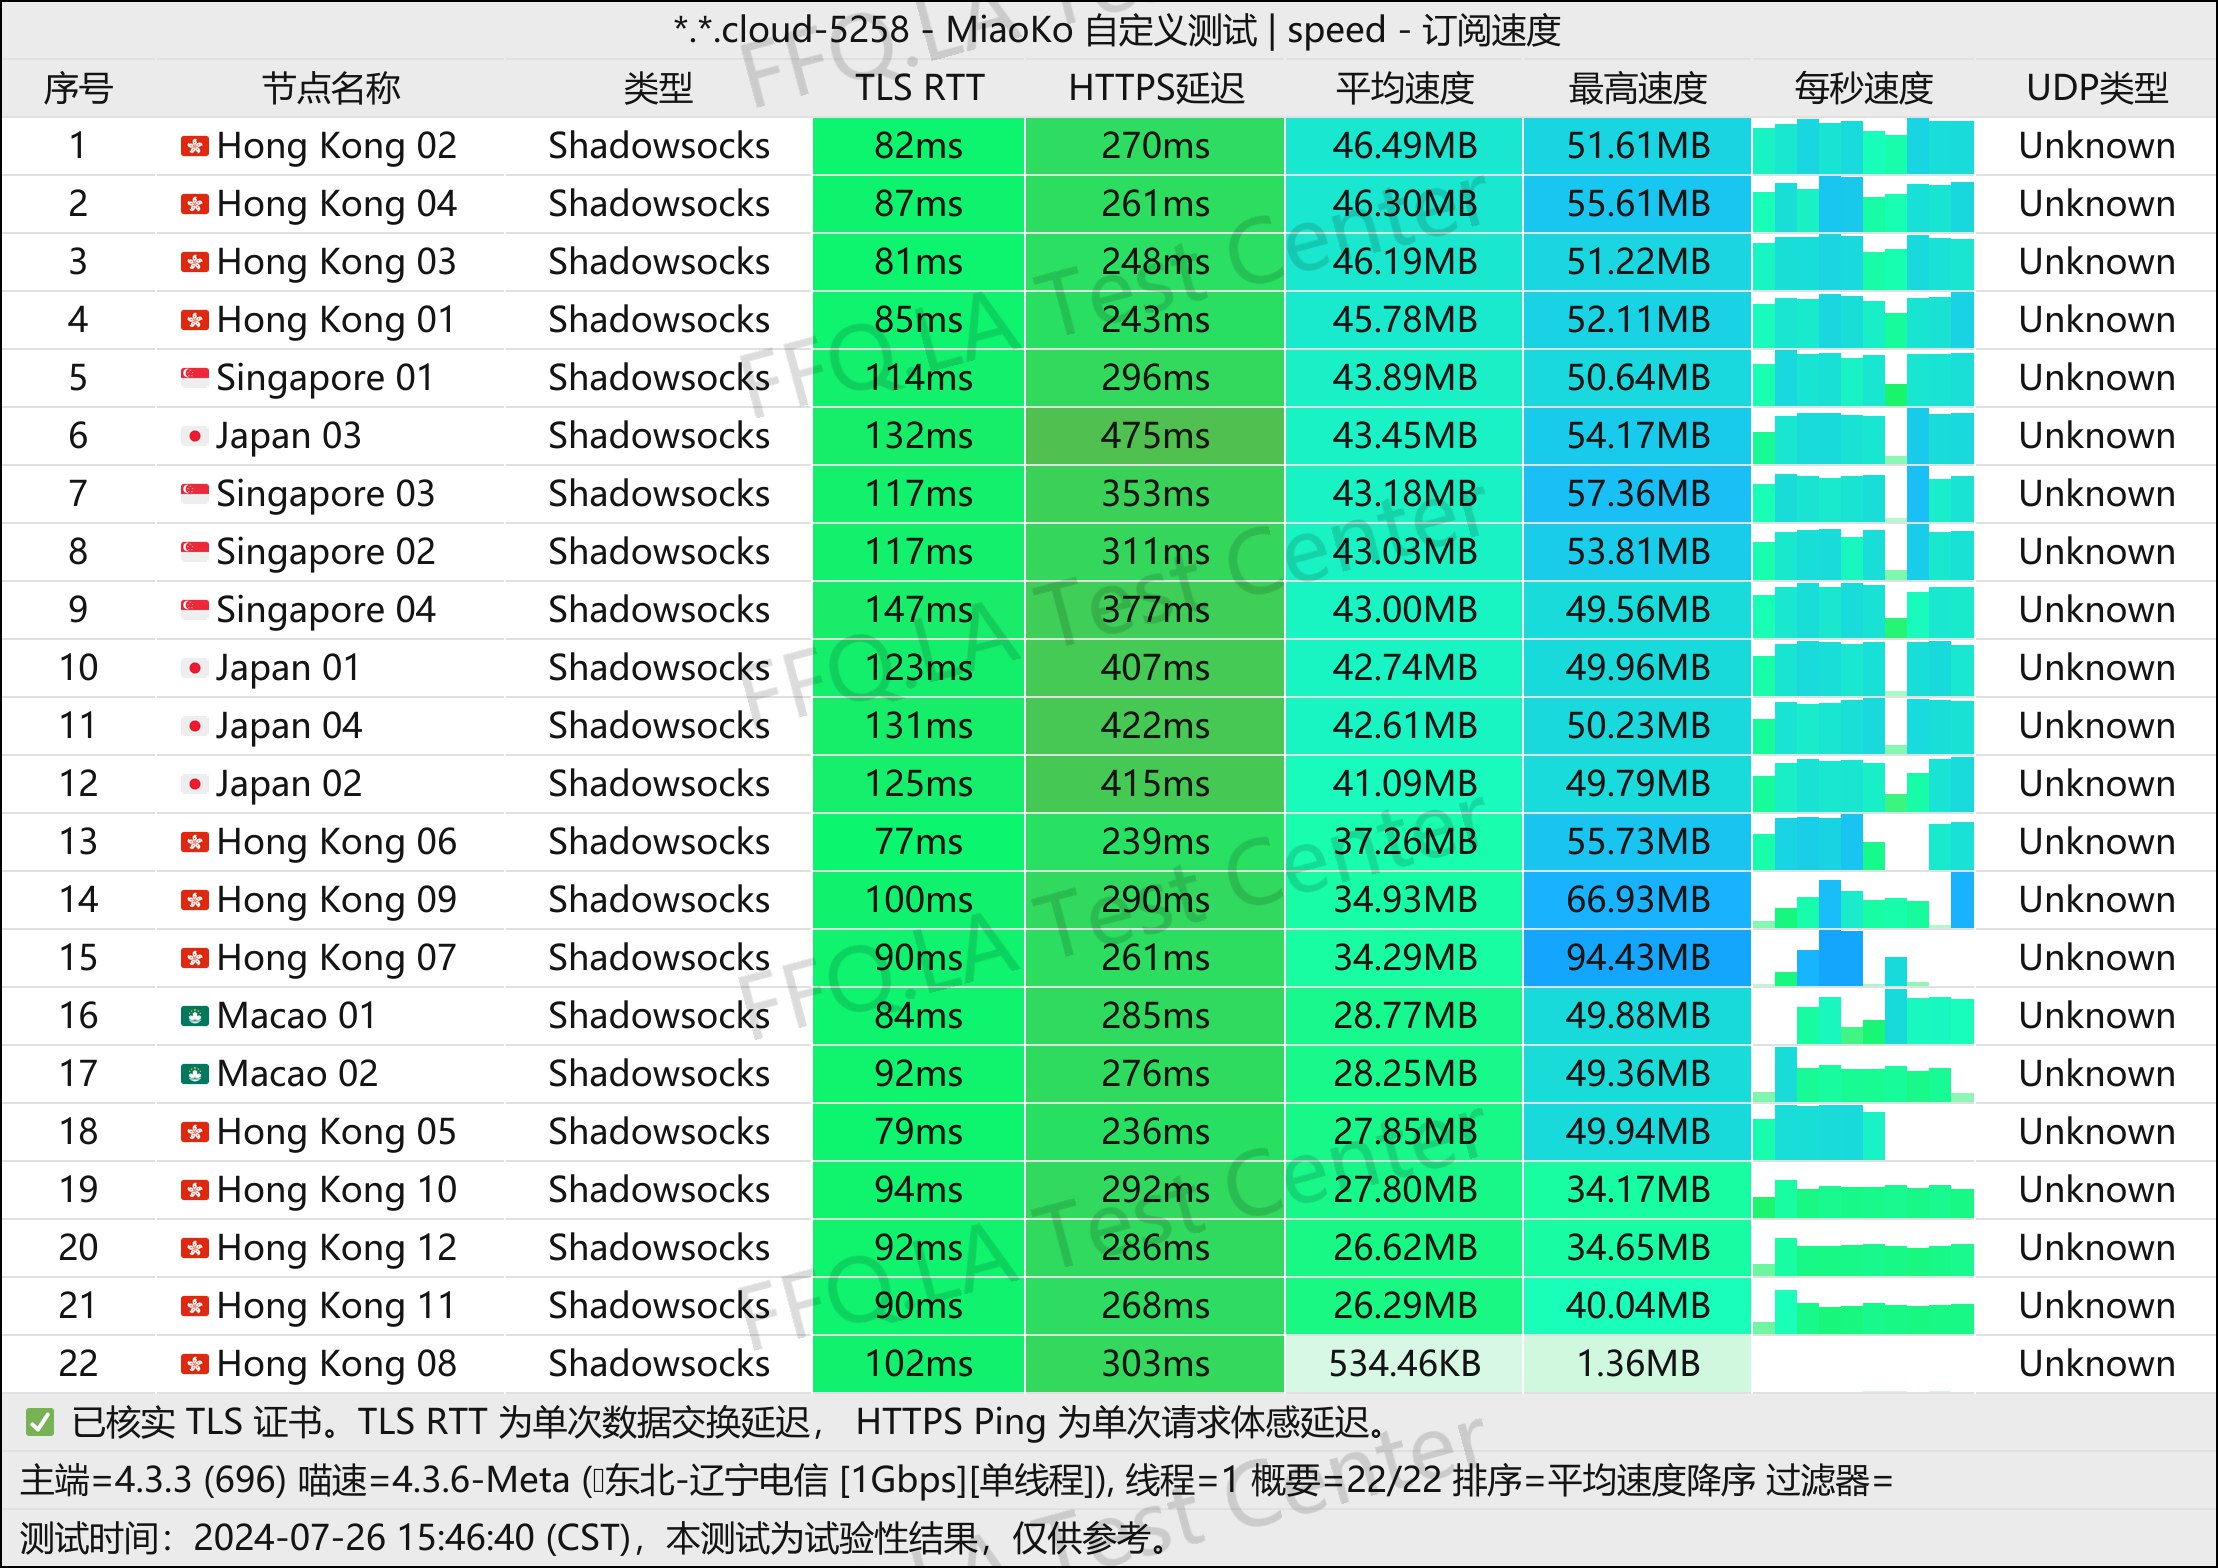 *.*.cloud-5258 - MiaoKo 自定义测试 | speed - 订阅速度
序号 节点名称 类型 TLS RTT HTTPS延迟 平均速度 最高速度 每秒速度 UDP类型
1 Hong Kong 02 Shadowsocks 82ms 270ms 46.49MB 51.61MB Unknown
2 Hong Kong 04 Shadowsocks 87ms 261ms 46.30MB 55.61MB Unknown
3 Hong Kong 03 Shadowsocks 81ms 248ms 46.19MB 51.22MB Unknown
4 Hong Kong 01 Shadowsocks 85ms 243ms 45.78MB 52.11MB Unknown
5 Singapore 01 Shadowsocks 114ms 296ms 43.89MB 50.64MB Unknown
6 Japan 03 Shadowsocks 132ms 475ms 43.45MB 54.17MB Unknown
7 Singapore 03 Shadowsocks 117ms 353ms 43.18MB 57.36MB Unknown
8 Singapore 02 Shadowsocks 117ms 311ms 43.03MB 53.81MB Unknown
9 Singapore 04 Shadowsocks 147ms 377ms 43.00MB 49.56MB Unknown
10 Japan 01 Shadowsocks 123ms 407ms 42.74MB 49.96MB Unknown
11 Japan 04 Shadowsocks 131ms 422ms 42.61MB 50.23MB Unknown
12 Japan 02 Shadowsocks 125ms 415ms 41.09MB 49.79MB Unknown
13 Hong Kong 06 Shadowsocks 77ms 239ms 37.26MB 55.73MB Unknown
14 Hong Kong 09 Shadowsocks 100ms 290ms 34.93MB 66.93MB Unknown
15 Hong Kong 07 Shadowsocks 90ms 261ms 34.29MB 94.43MB Unknown
16 Macao 01 Shadowsocks 84ms 285ms 28.77MB 49.88MB Unknown
17 Macao 02 Shadowsocks 92ms 276ms 28.25MB 49.36MB Unknown
18 Hong Kong 05 Shadowsocks 79ms 236ms 27.85MB 49.94MB Unknown
19 Hong Kong 10 Shadowsocks 94ms 292ms 27.80MB 34.17MB Unknown
20 Hong Kong 12 Shadowsocks 92ms 286ms 26.62MB 34.65MB Unknown
21 Hong Kong 11 Shadowsocks 90ms 268ms 26.29MB 40.04MB Unknown
22 Hong Kong 08 Shadowsocks 102ms 303ms 534.46KB 1.36MB Unknown
✅ 已核实 TLS 证书。TLS RTT 为单次数据交换延迟， HTTPS Ping 为单次请求体感延迟。
主端=4.3.3 (696) 喵速=4.3.6-Meta (▯东北-辽宁电信 [1Gbps][单线程]), 线程=1 概要=22/22 排序=平均速度降序 过滤器=
测试时间：2024-07-26 15:46:40 (CST)，本测试为试验性结果，仅供参考。
FFQ.LA Test Center
FFQ.LA Test Center
FFQ.LA Test Center
FFQ.LA Test Center